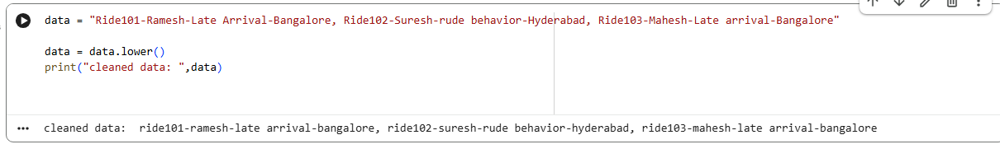 data = "Ride101-Ramesh-Late Arrival-Bangalore, Ride102-Suresh-rude behavior-Hyderabad, Ride103-Mahesh-Late arrival-Bangalore"
data = data.lower()
print("cleaned data: ",data)
cleaned data:  ride101-ramesh-late arrival-bangalore, ride102-suresh-rude behavior-hyderabad, ride103-mahesh-late arrival-bangalore